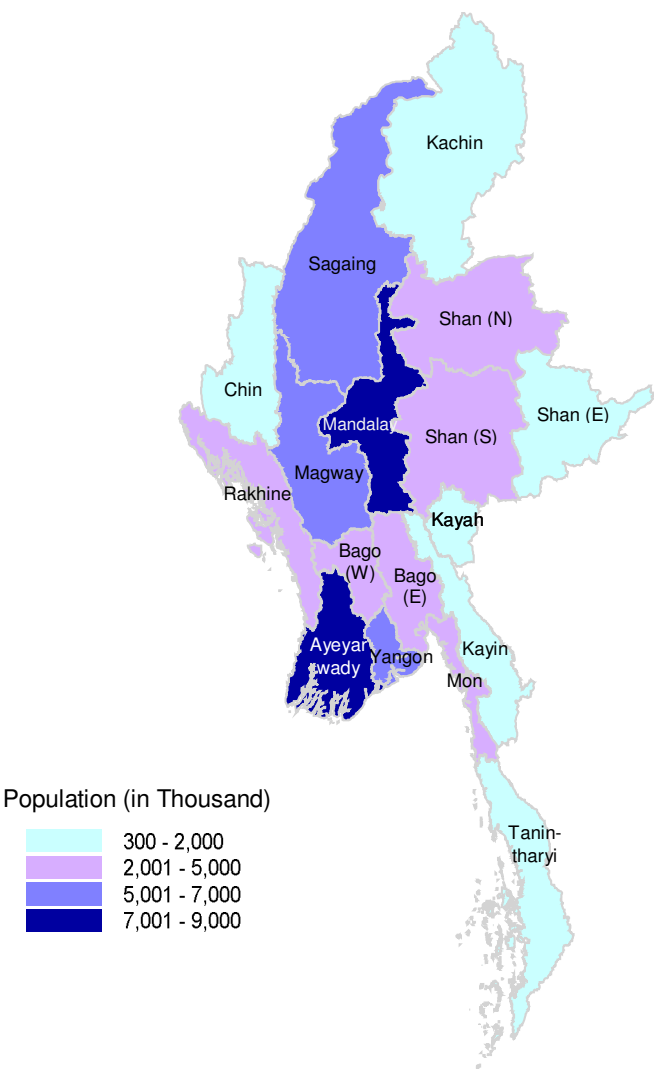 Kachin
Sagaing
Shan (N)
Chin
Shan (E)
Mandalay
Shan (S)
Magway
Rakhine
Kayah
Bago
(W)
Bago
(E)
Ayeyar
wady
Yangon
Kayin
Mon
Population (in Thousand)
300 - 2,000
2,001 - 5,000
5,001 - 7,000
7,001 - 9,000
Tanin-
tharyi